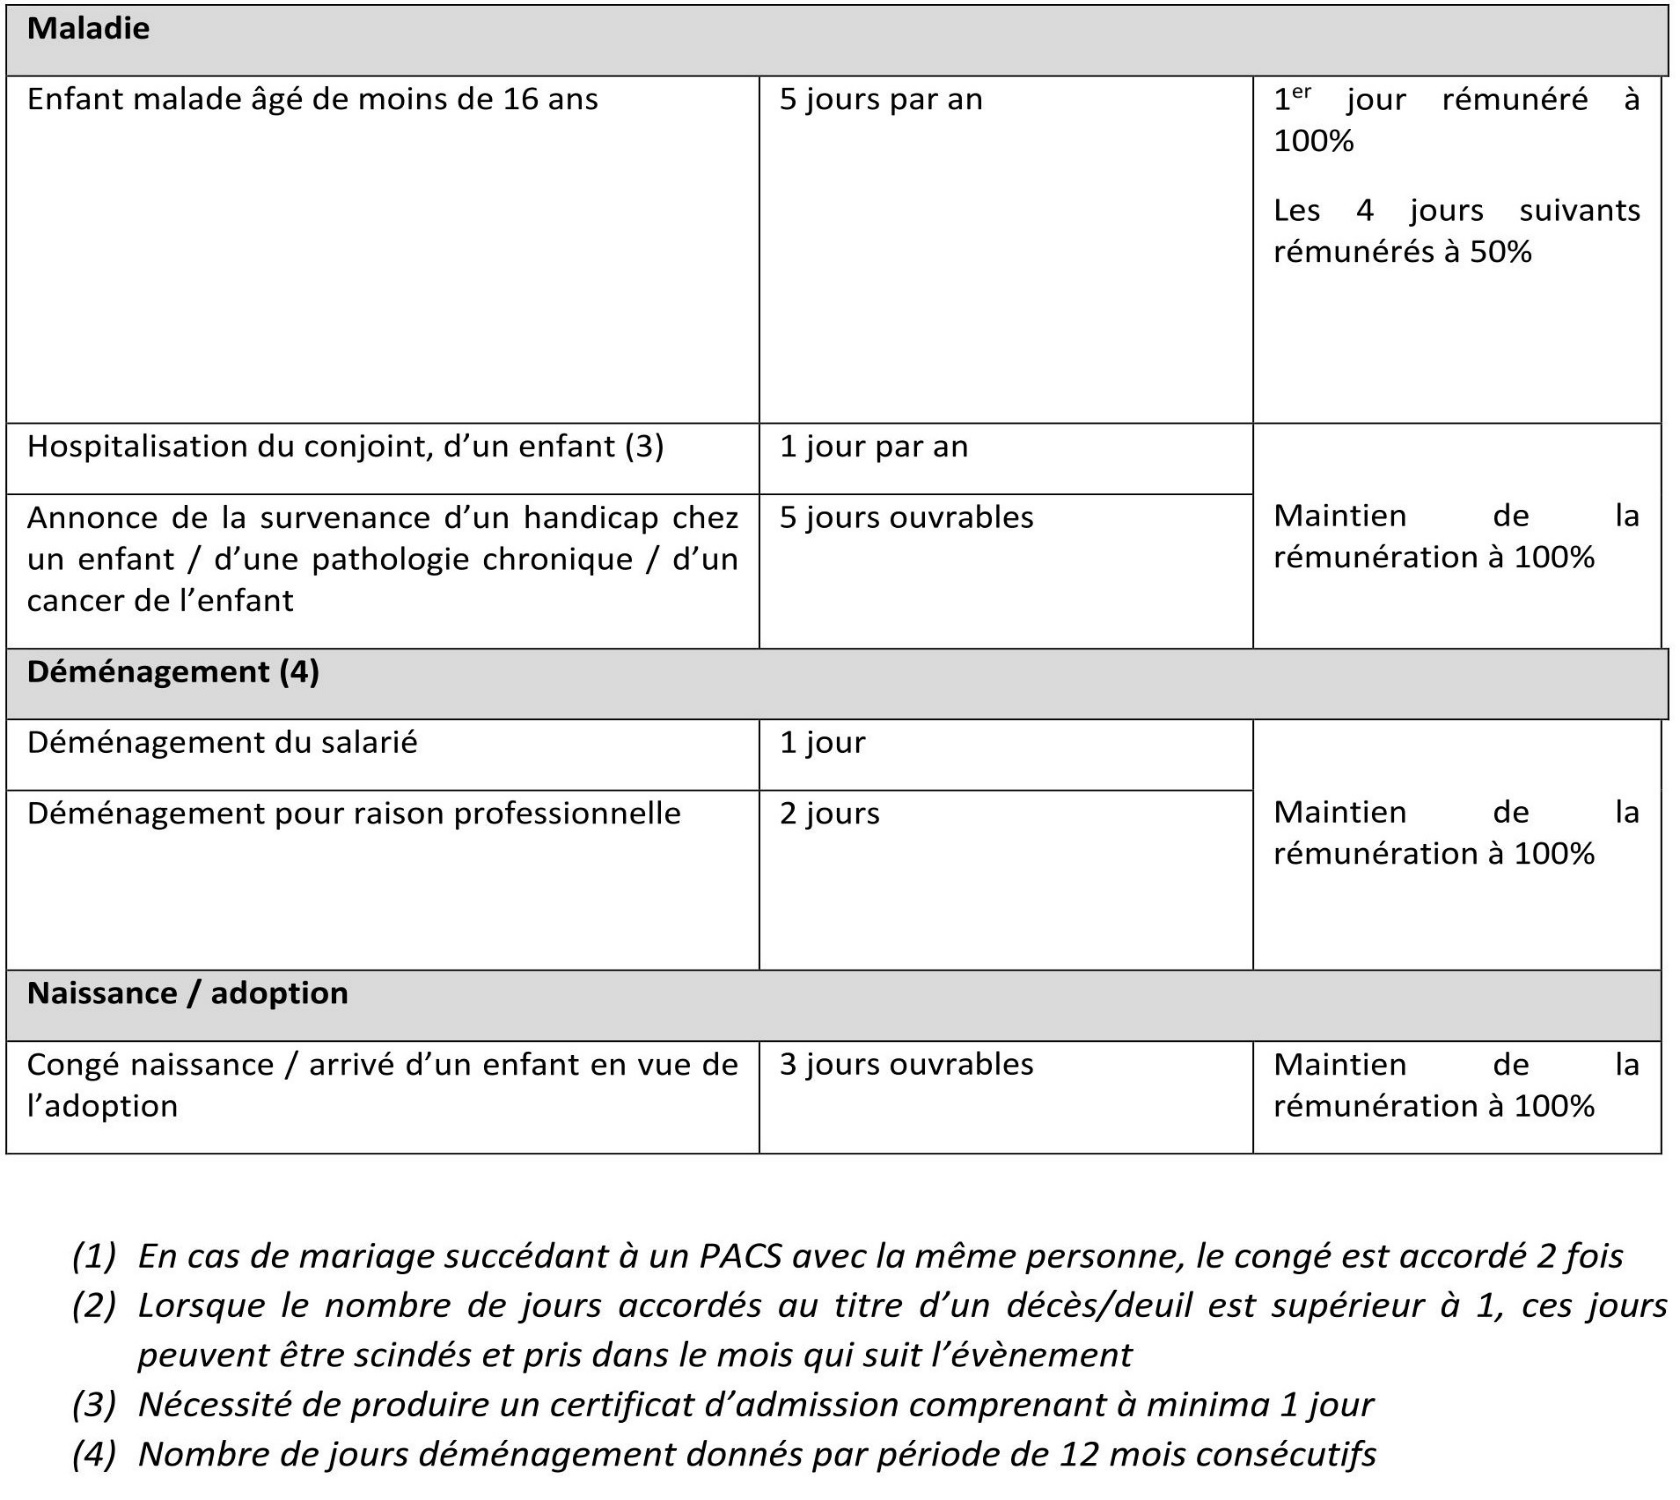 Maladie
Enfant malade âgé de moins de 16 ans
5 jours par an
1er jour rémunéré à
100%
Les 4 jours suivants
rémunérés à 50%
Hospitalisation du conjoint, d’un enfant (3)
1 jour par an
Annonce de la survenance d’un handicap chez
un enfant / d’une pathologie chronique / d’un
cancer de l’enfant
5 jours ouvrables
Maintien de la
rémunération à 100%
Déménagement (4)
Déménagement du salarié
1 jour
Déménagement pour raison professionnelle
2 jours
Maintien de la
rémunération à 100%
Naissance / adoption
Congé naissance / arrivé d’un enfant en vue de
l’adoption
3 jours ouvrables
Maintien de la
rémunération à 100%
(1) En cas de mariage succédant à un PACS avec la même personne, le congé est accordé 2 fois
(2) Lorsque le nombre de jours accordés au titre d’un décès/deuil est supérieur à 1, ces jours
peuvent être scindés et pris dans le mois qui suit l’évènement
(3) Nécessité de produire un certificat d’admission comprenant à minima 1 jour
(4) Nombre de jours déménagement donnés par période de 12 mois consécutifs